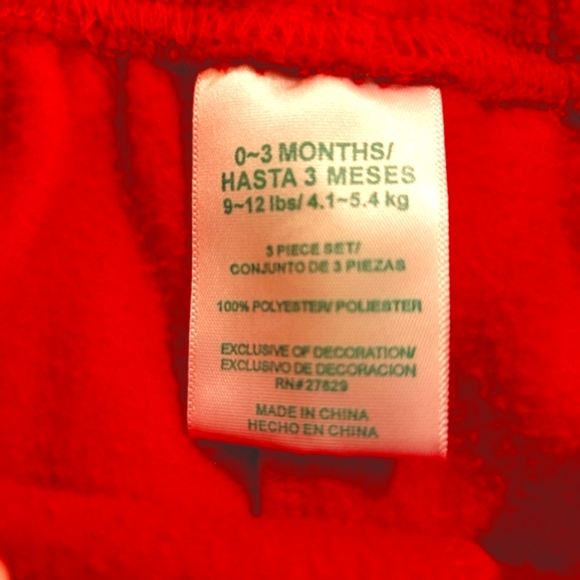 0~3 MONTHS/
HASTA 3 MESES
9~12 lbs/ 4.1~5.4 kg
3 PIECE SET/
CONJUNTO DE 3 PIEZAS
100% POLYESTER/ POLIESTER
EXCLUSIVE OF DECORATION/
EXCLUSIVO DE DECORACION
RN#27829
MADE IN CHINA
HECHO EN CHINA